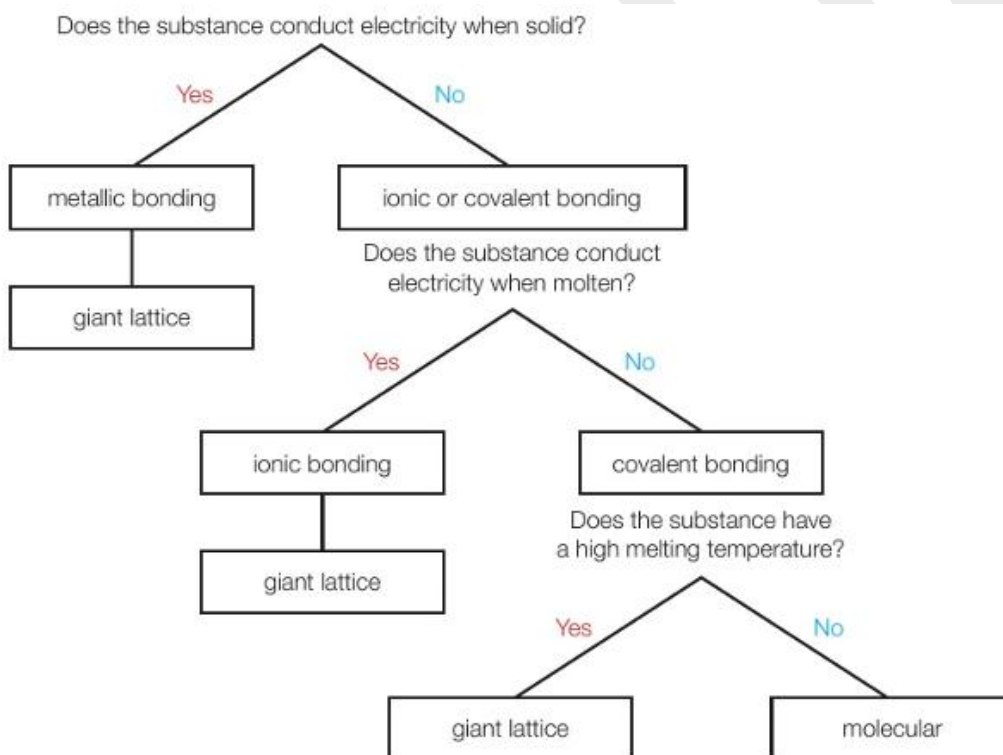 Does the substance conduct electricity when solid?
Yes
No
metallic bonding
ionic or covalent bonding
Does the substance conduct
electricity when molten?
giant lattice
Yes
No
ionic bonding
covalent bonding
Does the substance have
a high melting temperature?
giant lattice
Yes
No
giant lattice
molecular